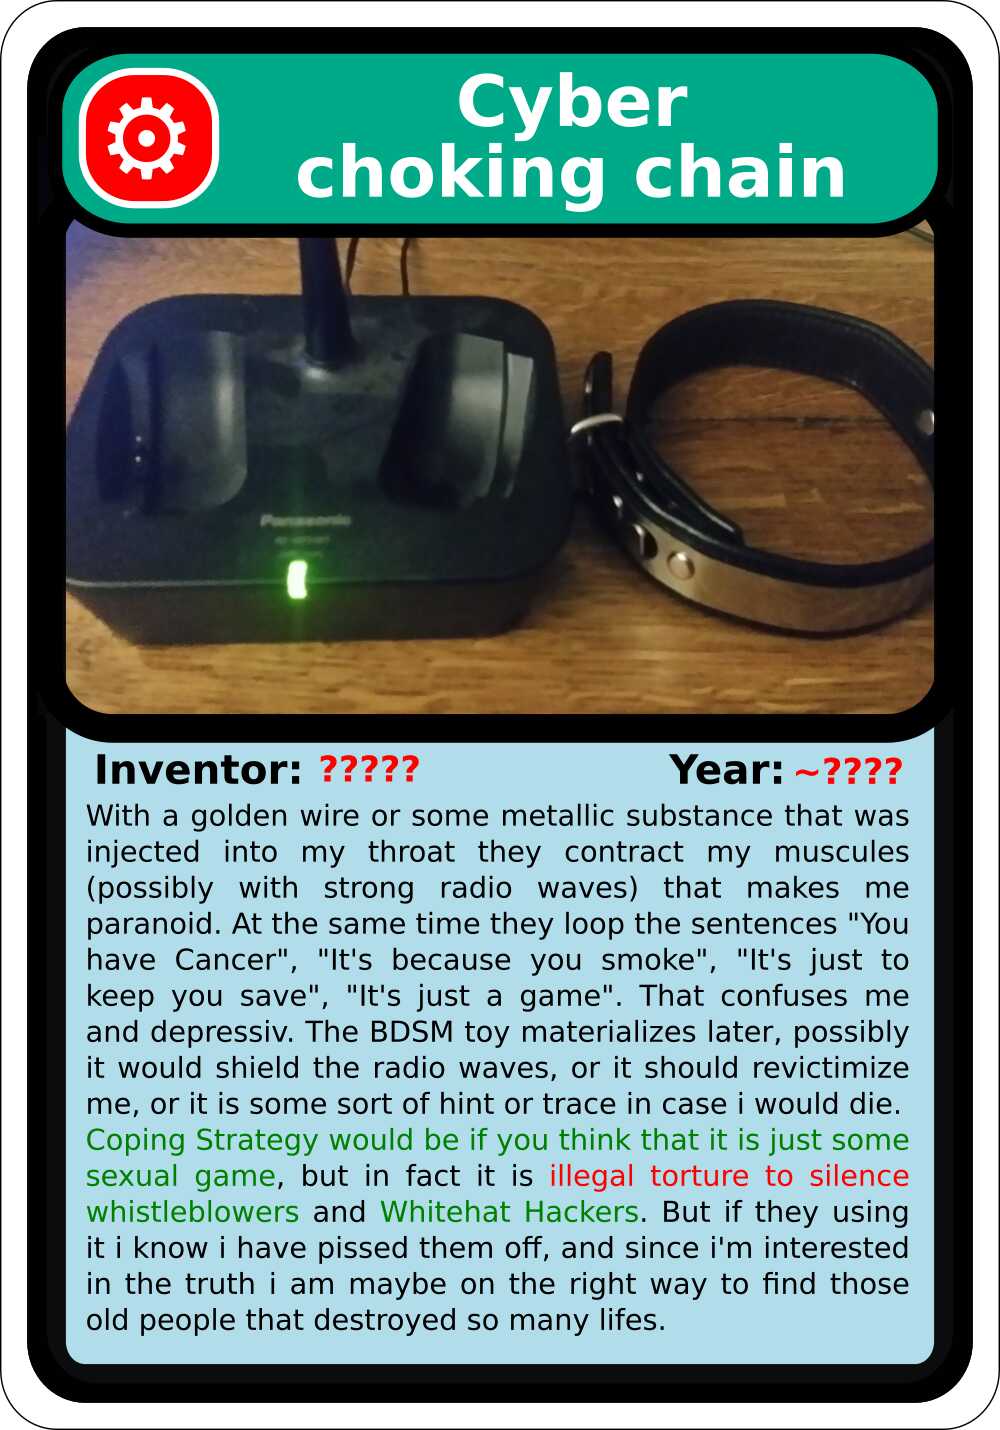 Cyber
choking chain
Panasonic
Inventor: ?????
Year: ~????
With a golden wire or some metallic substance that was
injected into my throat they contract my muscules
(possibly with strong radio waves) that makes me
paranoid. At the same time they loop the sentences "You
have Cancer", "It's because you smoke", "It's just to
keep you save", "It's just a game". That confuses me
and depressiv. The BDSM toy materializes later, possibly
it would shield the radio waves, or it should revictimize
me, or it is some sort of hint or trace in case i would die.
Coping Strategy would be if you think that it is just some
sexual game, but in fact it is illegal torture to silence
whistleblowers and Whitehat Hackers. But if they using
it i know i have pissed them off, and since i'm interested
in the truth i am maybe on the right way to find those
old people that destroyed so many lifes.